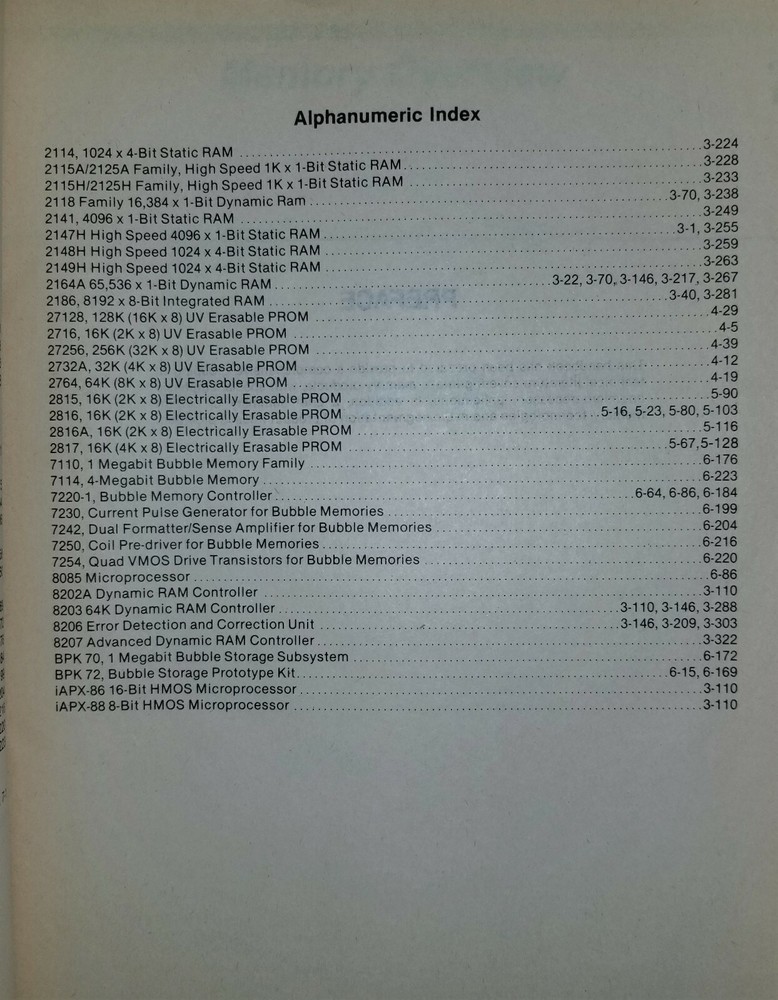 Alphanumeric Index
2114, 1024 x 4-Bit Static RAM ... 3-224
2115A/2125A Family, High Speed 1K x 1-Bit Static RAM ... 3-228
2115H/2125H Family, High Speed 1K x 1-Bit Static RAM ... 3-233
2118 Family 16,384 x 1-Bit Dynamic Ram ... 3-70, 3-238
2141, 4096 x 1-Bit Static RAM ... 3-249
2147H High Speed 4096 x 1-Bit Static RAM ... 3-1, 3-255
2148H High Speed 1024 x 4-Bit Static RAM ... 3-259
2149H High Speed 1024 x 4-Bit Static RAM ... 3-263
2164A 65,536 x 1-Bit Dynamic RAM ... 3-22, 3-70, 3-146, 3-217, 3-267
2186, 8192 x 8-Bit Integrated RAM ... 3-40, 3-281
27128, 128K (16K x 8) UV Erasable PROM ... 4-29
2716, 16K (2K x 8) UV Erasable PROM ... 4-5
27256, 256K (32K x 8) UV Erasable PROM ... 4-39
2732A, 32K (4K x 8) UV Erasable PROM ... 4-12
2764, 64K (8K x 8) UV Erasable PROM ... 4-19
2815, 16K (2K x 8) Electrically Erasable PROM ... 5-90
2816, 16K (2K x 8) Electrically Erasable PROM ... 5-16, 5-23, 5-80, 5-103
2816A, 16K (2K x 8) Electrically Erasable PROM ... 5-116
2817, 16K (4K x 8) Electrically Erasable PROM ... 5-67,5-128
7110, 1 Megabit Bubble Memory Family ... 6-176
7114, 4-Megabit Bubble Memory ... 6-223
7220-1, Bubble Memory Controller ... 6-64, 6-86, 6-184
7230, Current Pulse Generator for Bubble Memories ... 6-199
7242, Dual Formatter/Sense Amplifier for Bubble Memories ... 6-204
7250, Coil Pre-driver for Bubble Memories ... 6-216
7254, Quad VMOS Drive Transistors for Bubble Memories ... 6-220
8085 Microprocessor ... 6-86
8202A Dynamic RAM Controller ... 3-110
8203 64K Dynamic RAM Controller ... 3-110, 3-146, 3-288
8206 Error Detection and Correction Unit ... 3-146, 3-209, 3-303
8207 Advanced Dynamic RAM Controller ... 3-322
BPK 70, 1 Megabit Bubble Storage Subsystem ... 6-172
BPK 72, Bubble Storage Prototype Kit ... 6-15, 6-169
iAPX-86 16-Bit HMOS Microprocessor ... 3-110
iAPX-88 8-Bit HMOS Microprocessor ... 3-110